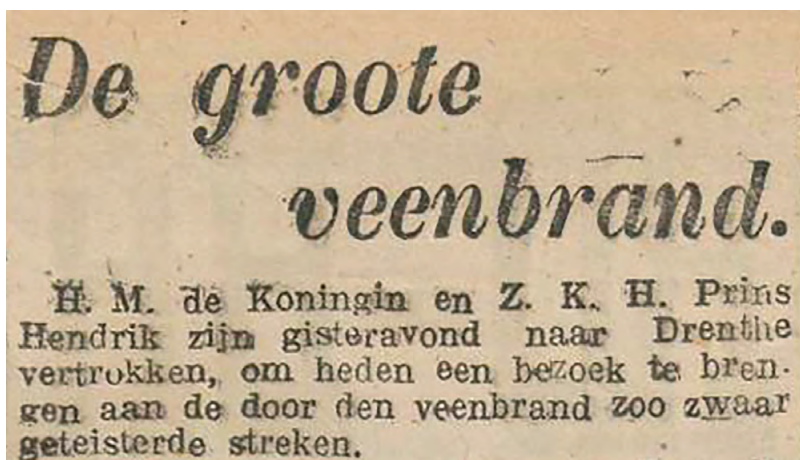 De groote
veenbrand.
H. M. de Koningin en Z. K. H. Prins
Hendrik zijn gisteravond naar Drenthe
vertrokken, om heden een bezoek te bren-
gen aan de door den veenbrand zoo zwaar
geteisterde streken.